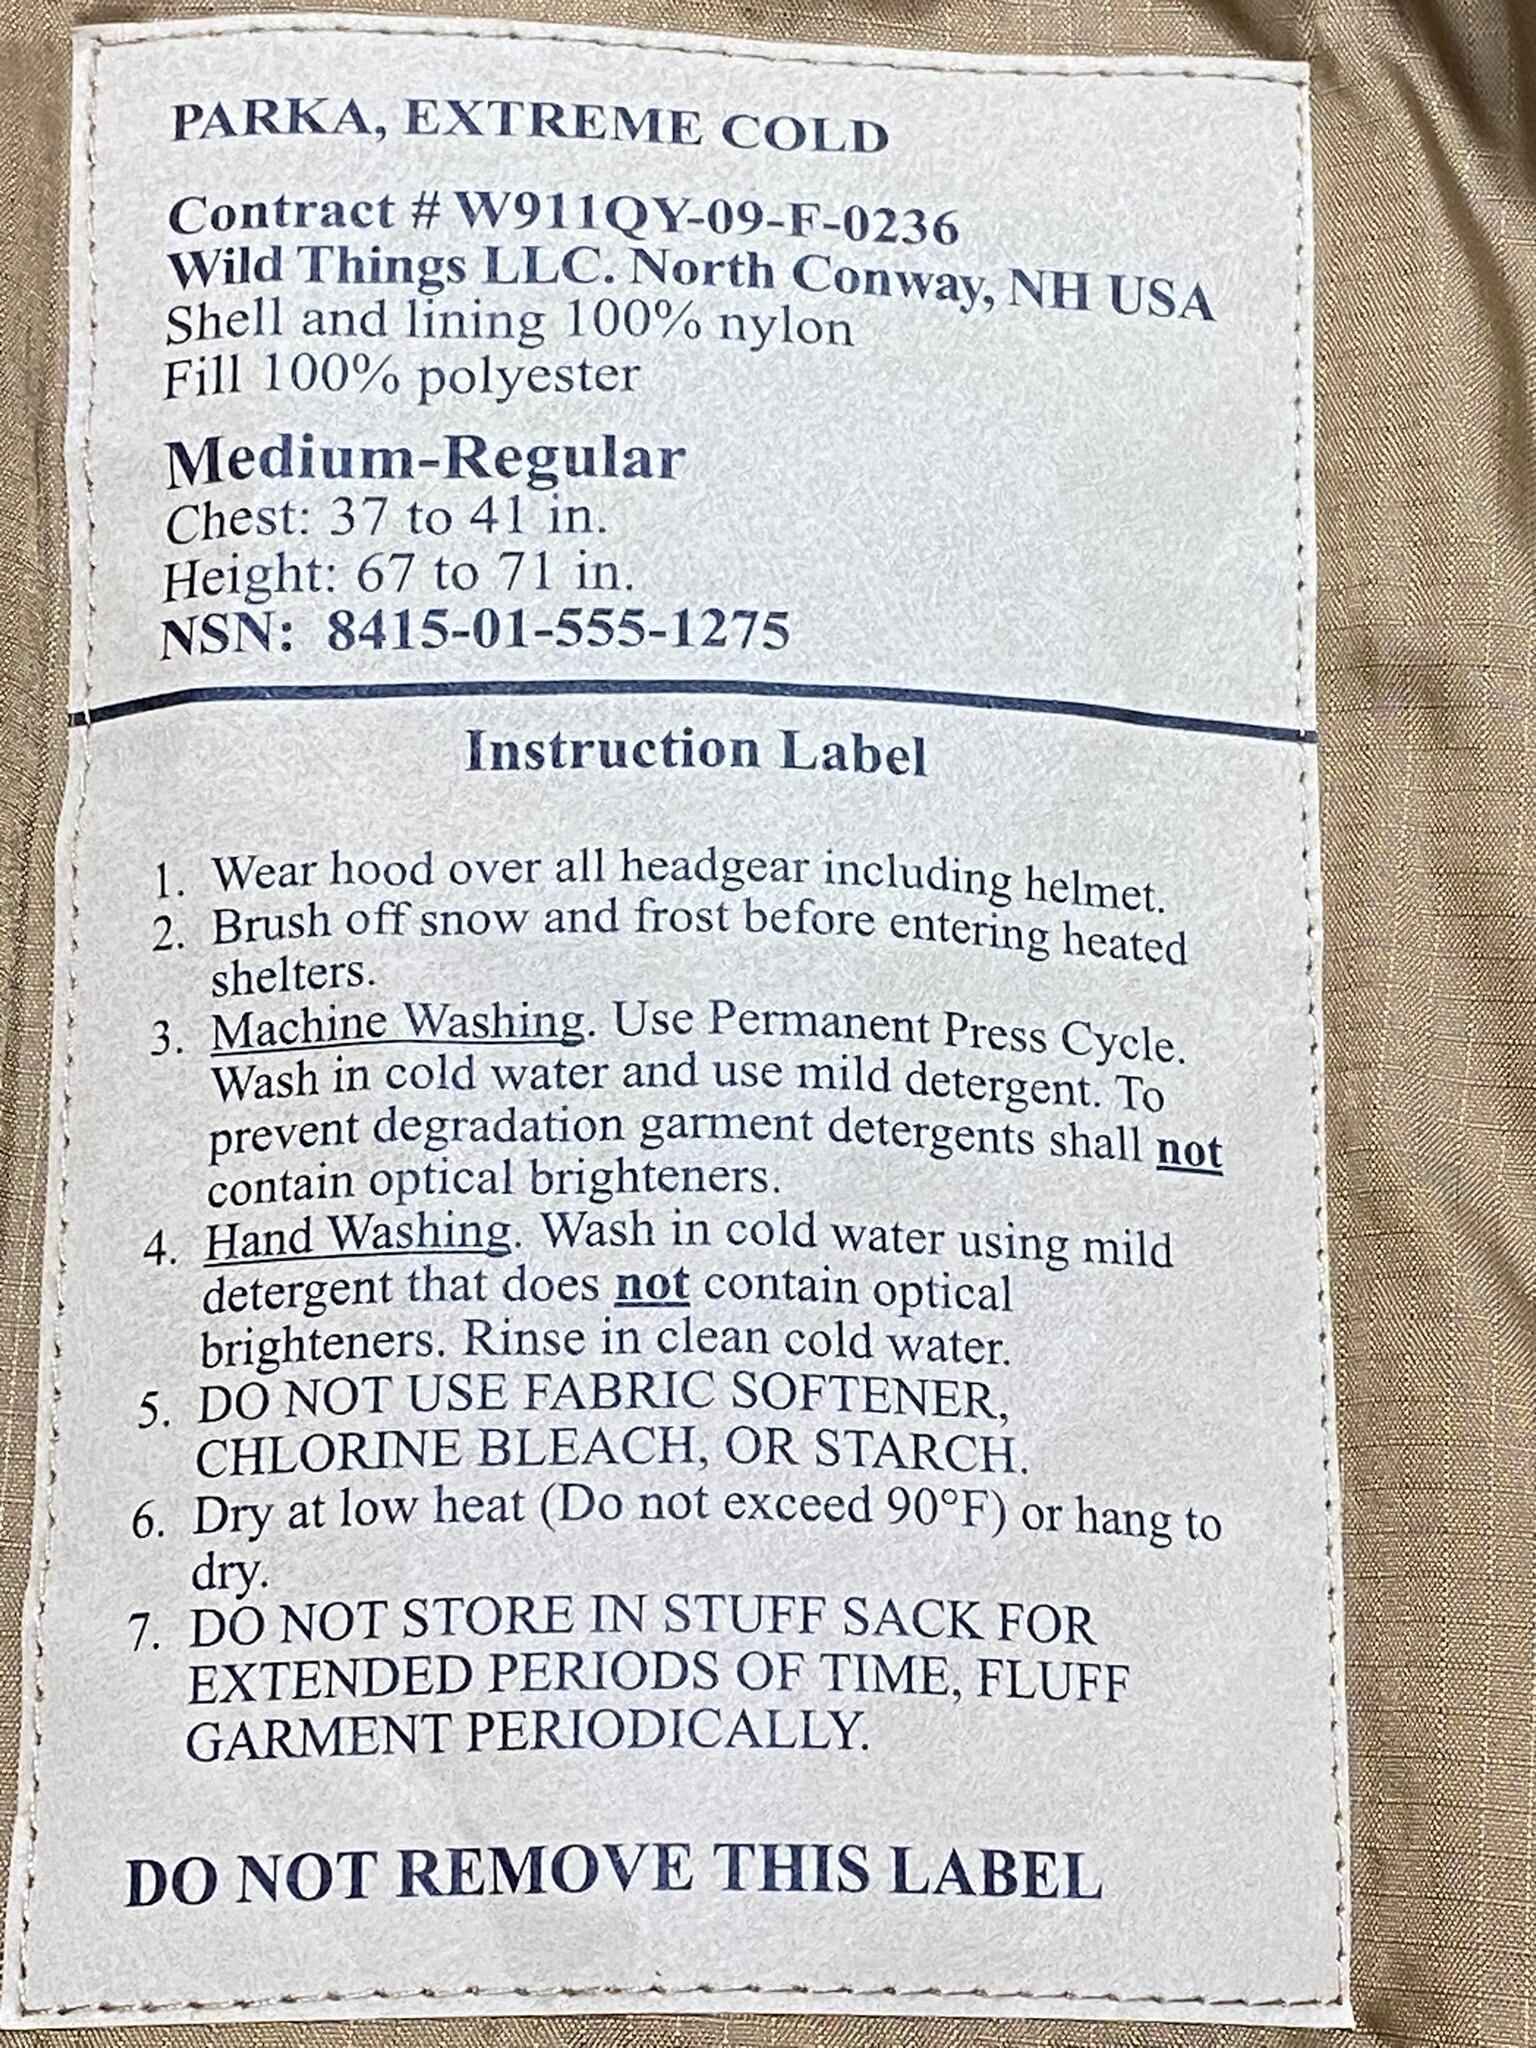 PARKA, EXTREME COLD
Contract # W911QY-09-F-0236
Wild Things LLC. North Conway, NH USA
Shell and lining 100% nylon
Fill 100% polyester
Medium-Regular
Chest: 37 to 41 in.
Height: 67 to 71 in.
NSN: 8415-01-555-1275
Instruction Label
1. Wear hood over all headgear including helmet.
2. Brush off snow and frost before entering heated
shelters.
3. Machine Washing. Use Permanent Press Cycle.
Wash in cold water and use mild detergent. To
prevent degradation garment detergents shall not
contain optical brighteners.
4. Hand Washing. Wash in cold water using mild
detergent that does not contain optical
brighteners. Rinse in clean cold water.
5. DO NOT USE FABRIC SOFTENER,
CHLORINE BLEACH, OR STARCH.
6. Dry at low heat (Do not exceed 90°F) or hang to
dry.
7. DO NOT STORE IN STUFF SACK FOR
EXTENDED PERIODS OF TIME, FLUFF
GARMENT PERIODICALLY.
DO NOT REMOVE THIS LABEL